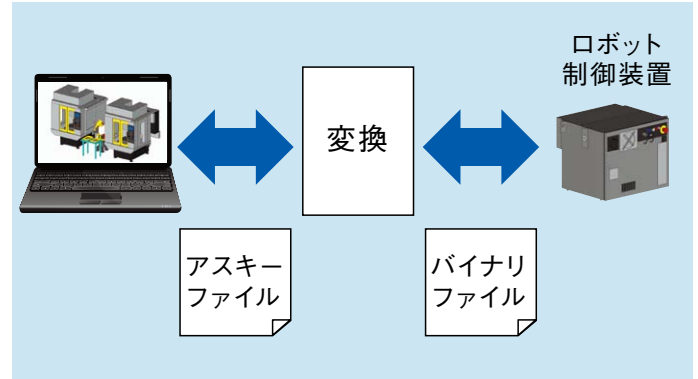 ロボット
制御装置
変換
アスキー
ファイル
バイナリ
ファイル